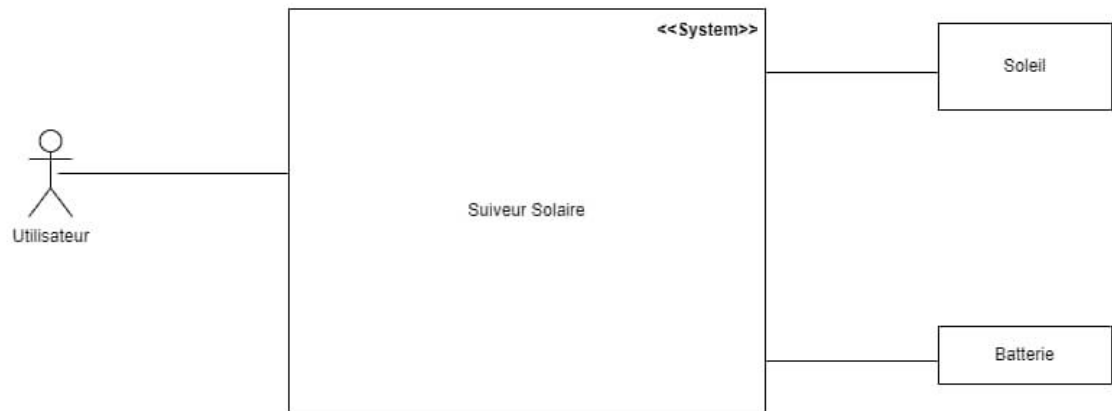 <<System>>
Soleil
Suiveur Solaire
Utilisateur
Batterie